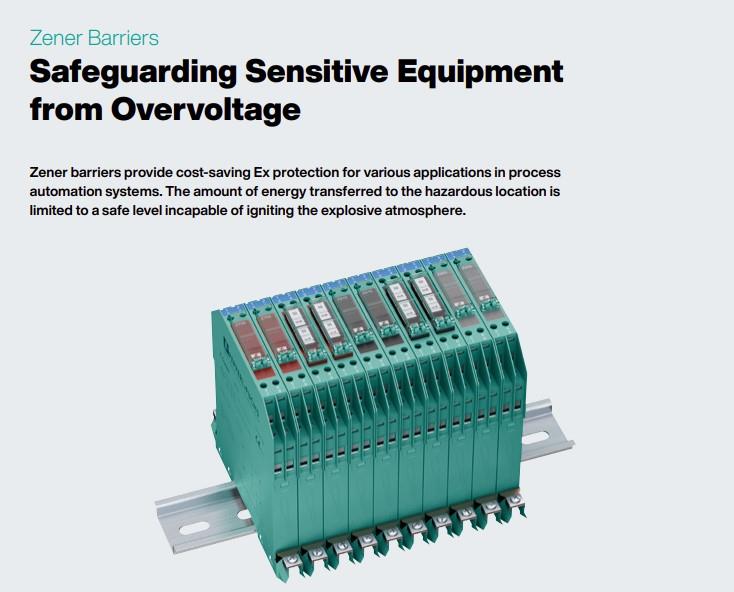 Zener Barriers
Safeguarding Sensitive Equipment
from Overvoltage
Zener barriers provide cost-saving Ex protection for various applications in process
automation systems. The amount of energy transferred to the hazardous location is
limited to a safe level incapable of igniting the explosive atmosphere.